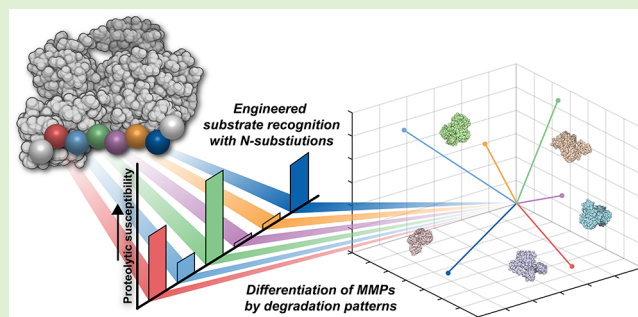 Engineered
substrate recognition
with N-substiutions
Proteolytic susceptibility
Differentiation of MMPs
by degradation patterns